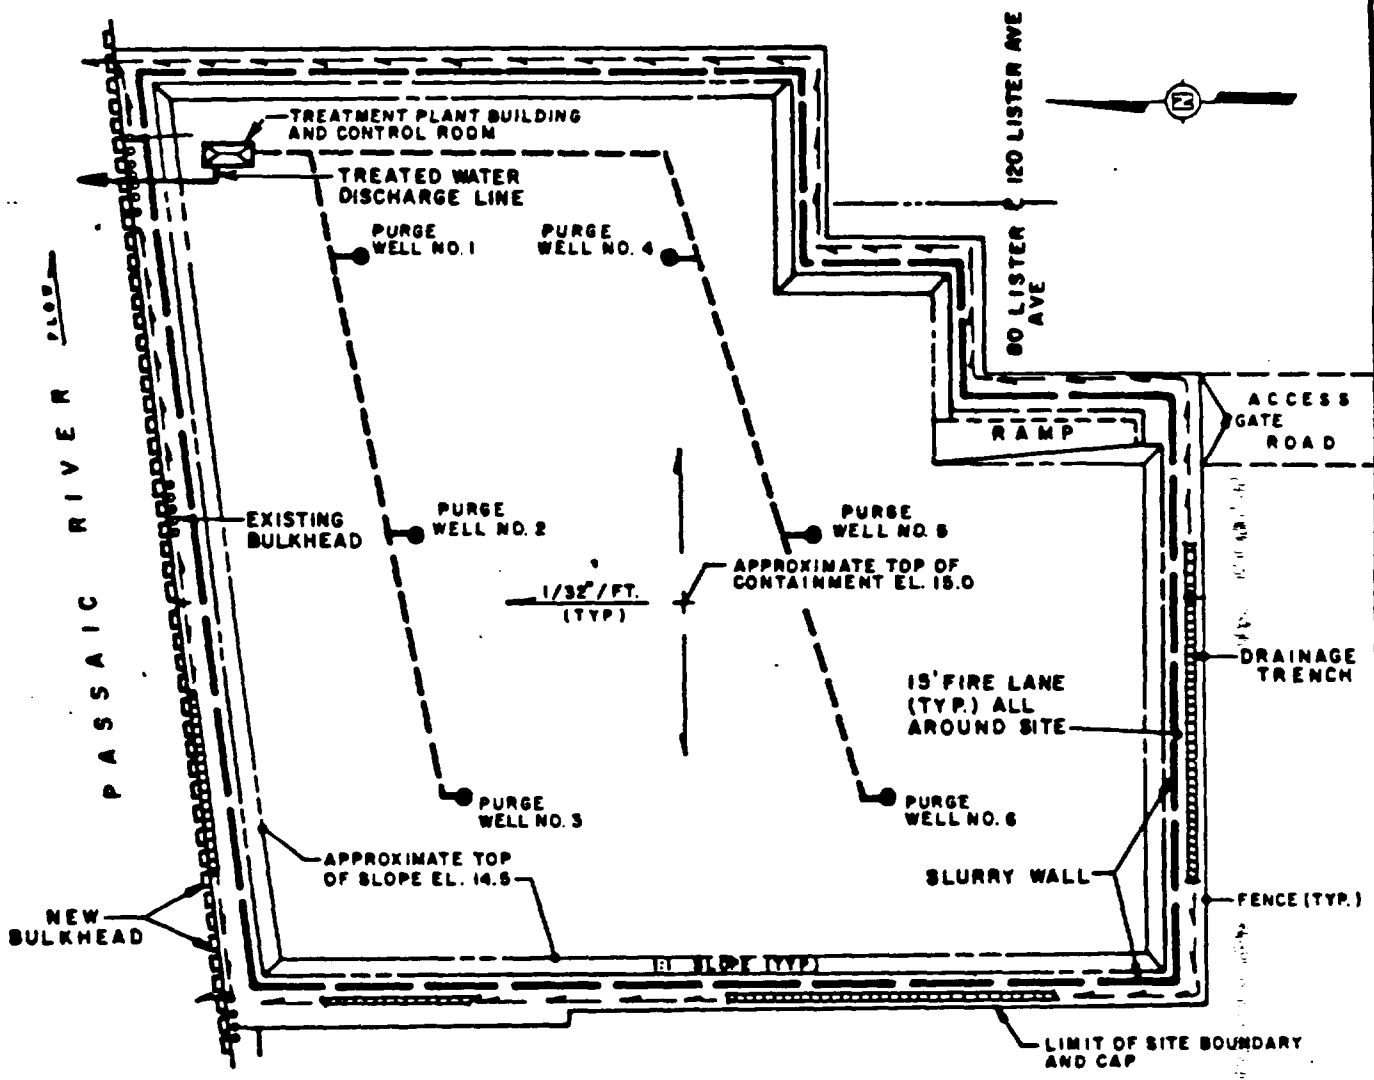 TREATMENT PLANT BUILDING
AND CONTROL ROOM
TREATED WATER
DISCHARGE LINE
PURGE
WELL NO. 1
PURGE
WELL NO. 4
120 LISTER AVE
80 LISTER
AVE
N
FLOW
PASSAIC RIVER
ACCESS
GATE
ROAD
RAMP
EXISTING
BULKHEAD
PURGE
WELL NO. 2
PURGE
WELL NO. 5
APPROXIMATE TOP OF
CONTAINMENT EL. 15.0
1/32"/FT.
(TYP)
DRAINAGE
TRENCH
15' FIRE LANE
(TYP.) ALL
AROUND SITE
PURGE
WELL NO. 3
PURGE
WELL NO. 6
APPROXIMATE TOP
OF SLOPE EL. 14.5
SLURRY WALL
FENCE (TYP.)
NEW
BULKHEAD
SLOPE (TYP)
LIMIT OF SITE BOUNDARY
AND CAP